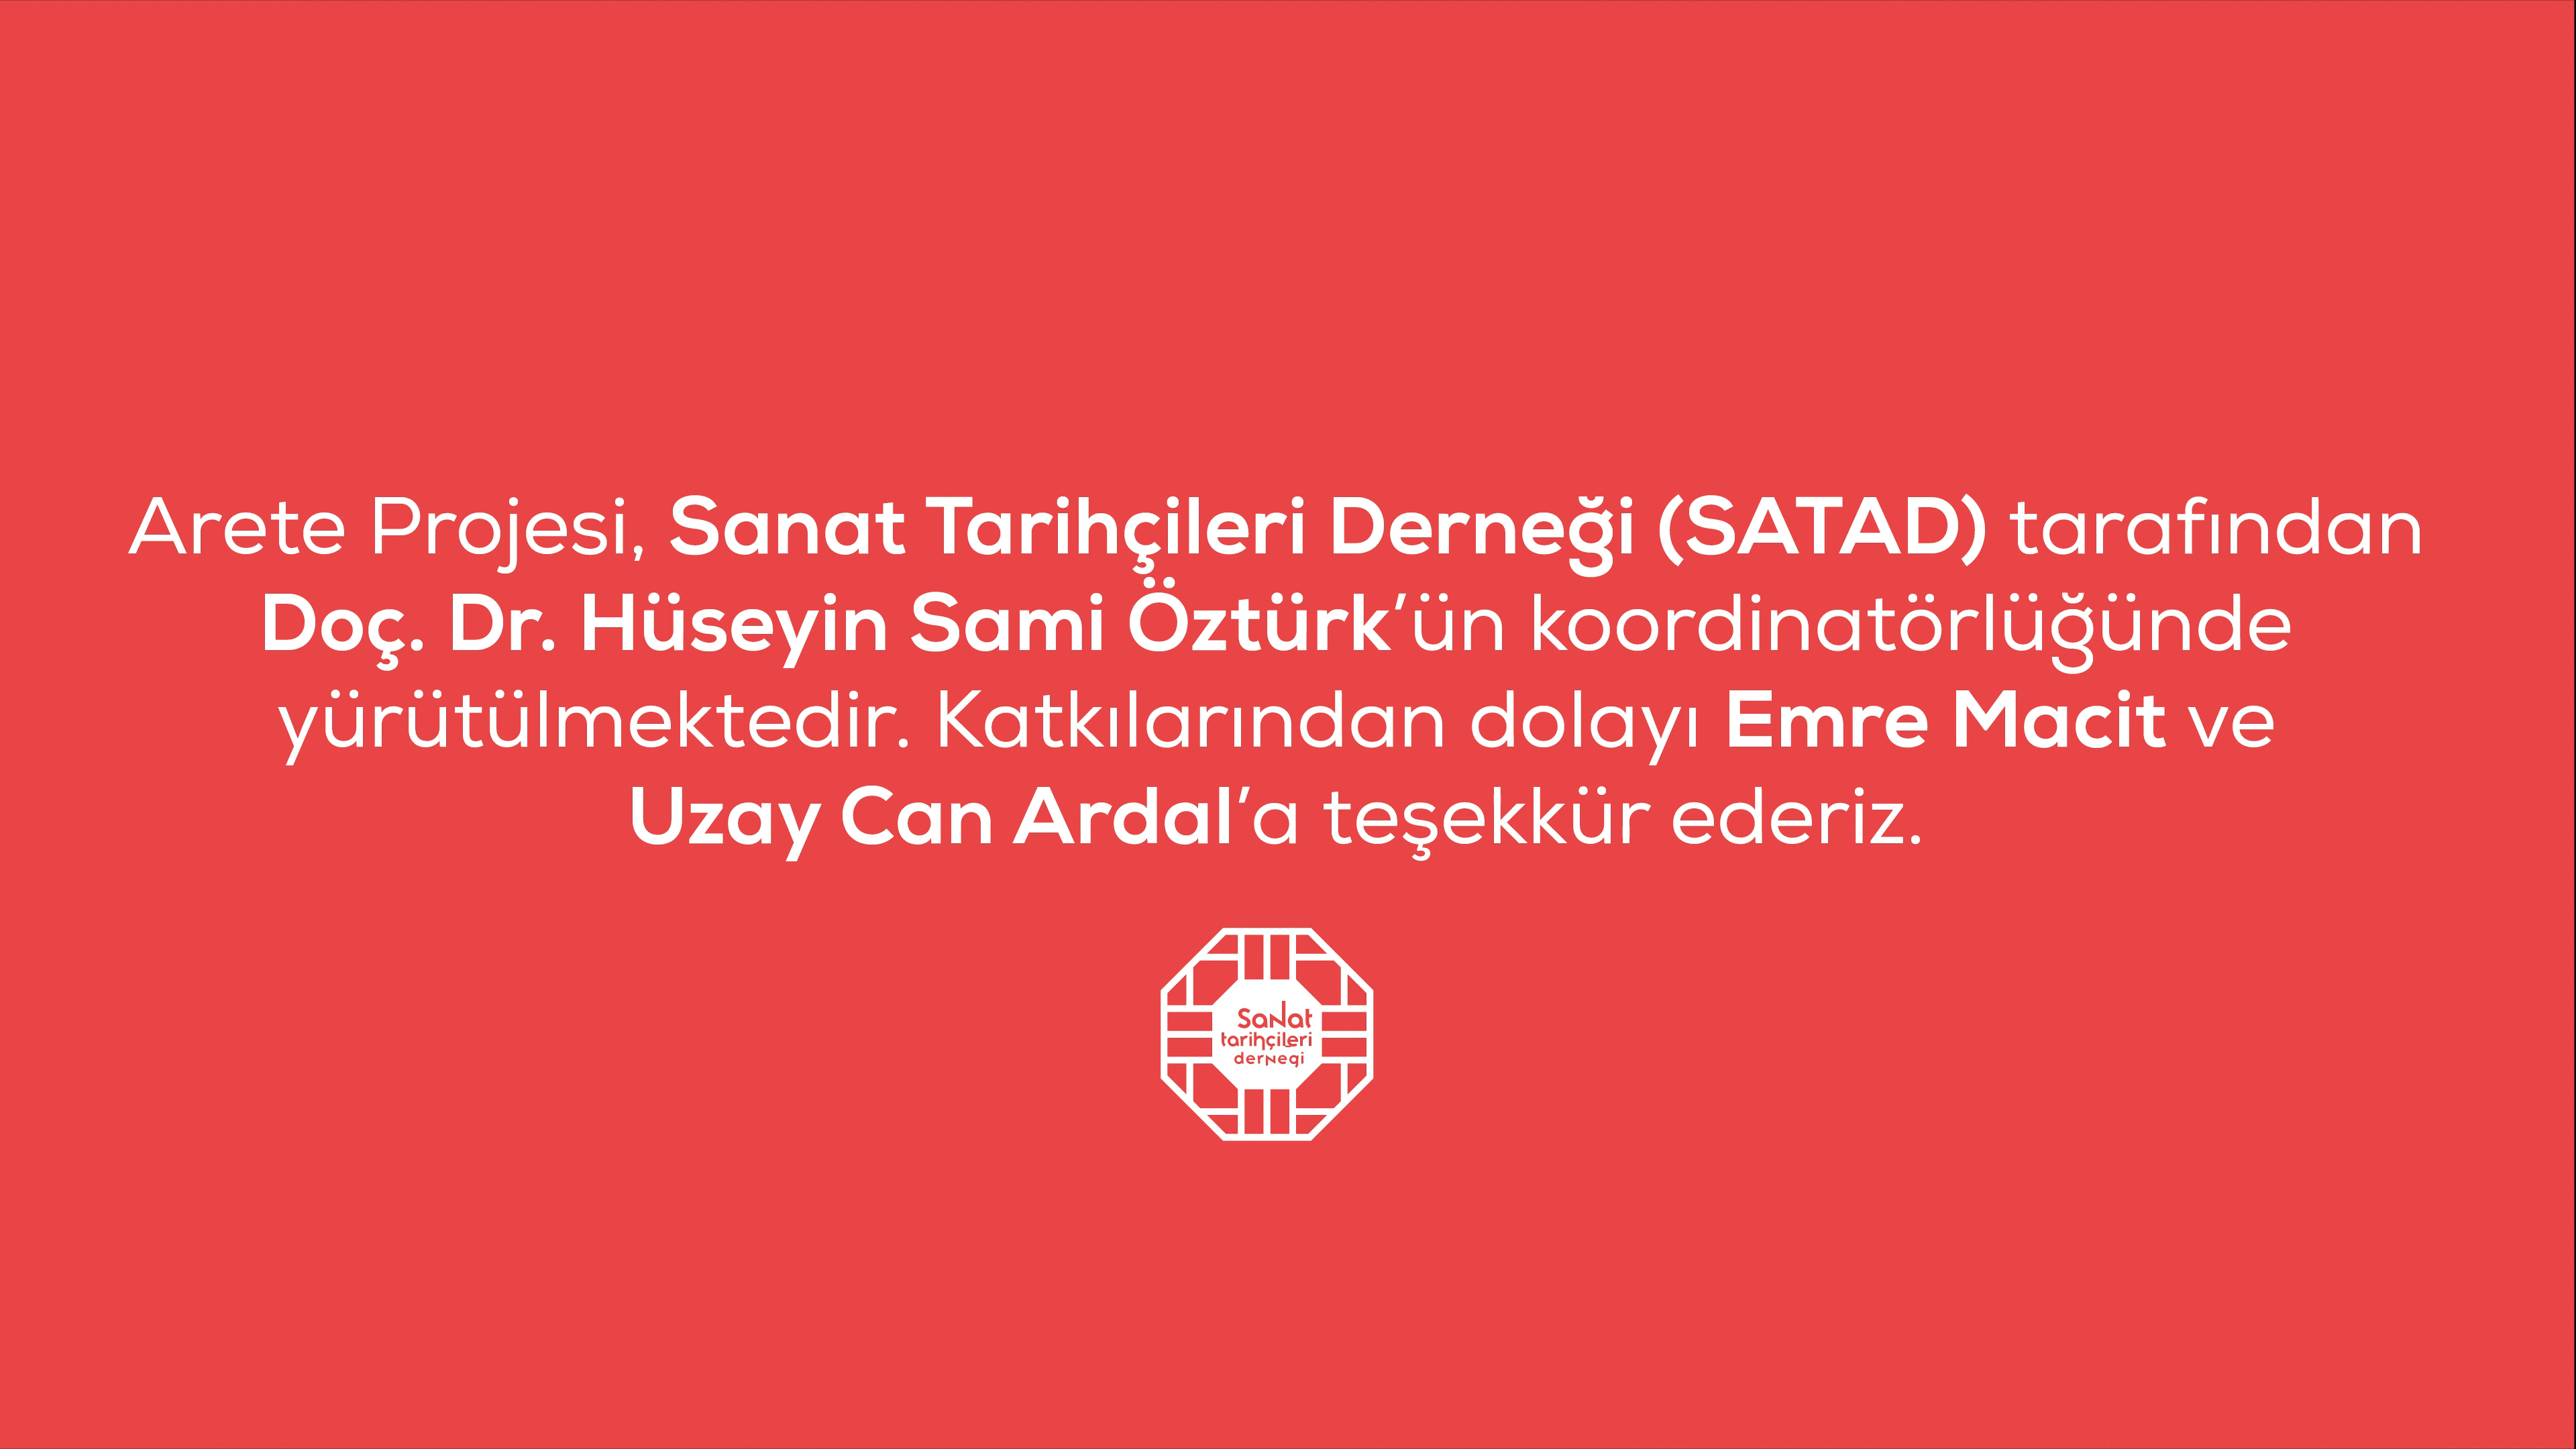 Arete Projesi, Sanat Tarihçileri Derneği (SATAD) tarafından
Doç. Dr. Hüseyin Sami Öztürk’ün koordinatörlüğünde
yürütülmektedir. Katkılarından dolayı Emre Macit ve
Uzay Can Ardal’a teşekkür ederiz.
saNat
tarihçileri
derneqi